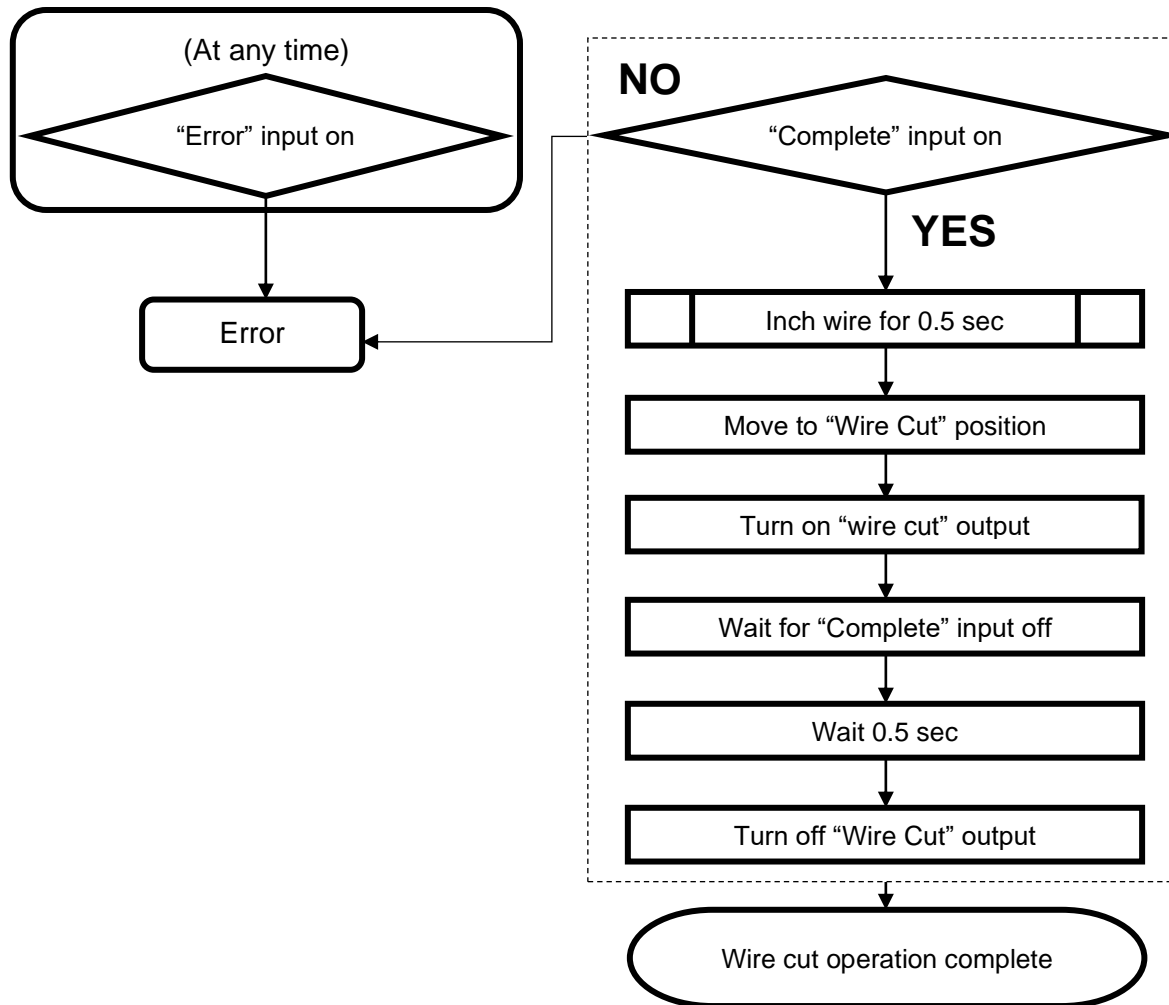 (At any time)
“Error” input on
Error
NO
“Complete” input on
YES
Inch wire for 0.5 sec
Move to “Wire Cut” position
Turn on “wire cut” output
Wait for “Complete” input off
Wait 0.5 sec
Turn off “Wire Cut” output
Wire cut operation complete